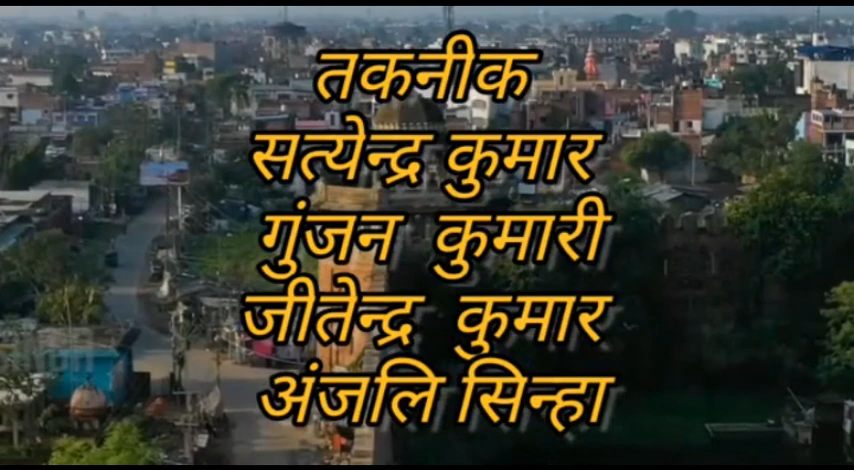 तकनीक
सत्येन्द्र कुमार
गुंजन कुमारी
जीतेन्द्र कुमार
अंजलि सिन्हा